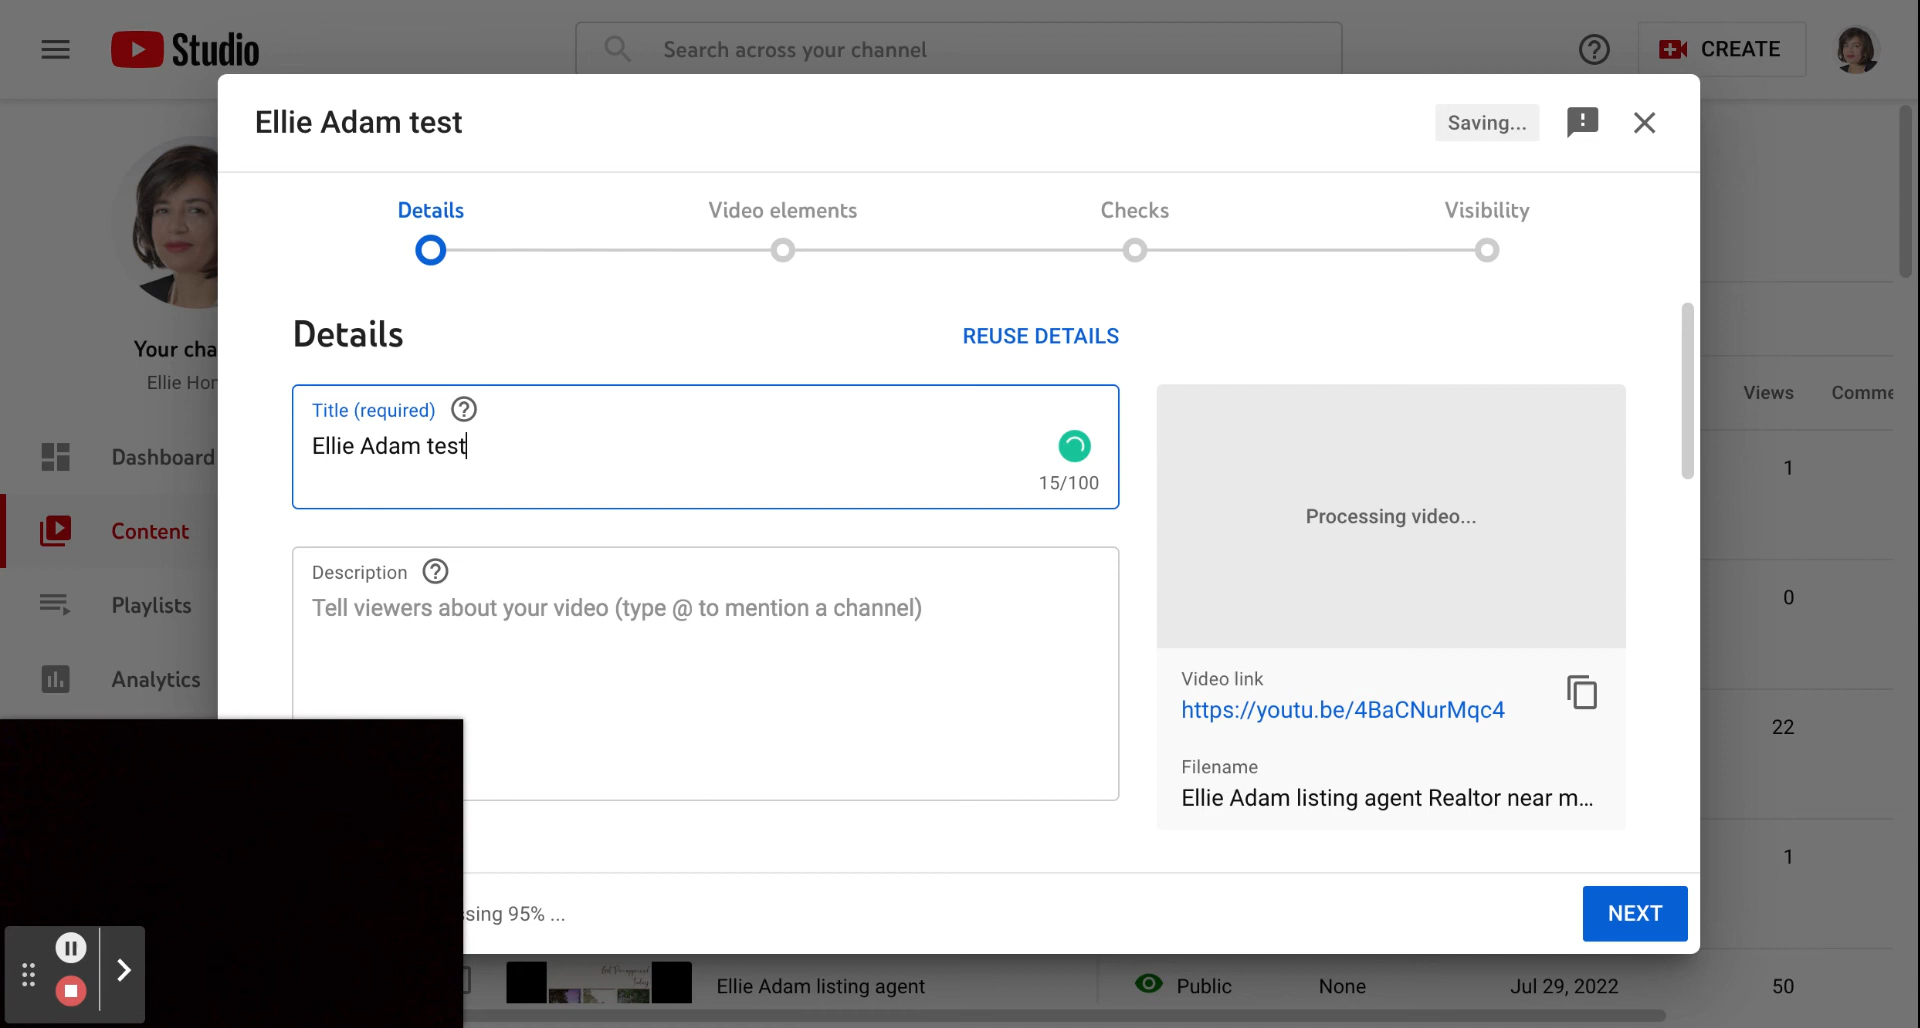 Studio
Search across your channel
CREATE
Ellie Adam test
Saving...
Details
Video elements
Checks
Visibility
Your cha
Ellie Hor
Dashboard
Content
Playlists
Analytics
Details
REUSE DETAILS
Title (required)
Ellie Adam test
15/100
Description
Tell viewers about your video (type @ to mention a channel)
Processing video...
Video link
https://youtu.be/4BaCNurMqc4
Filename
Ellie Adam listing agent Realtor near m...
Views
Comme
1
0
22
1
ssing 95% ...
NEXT
Ellie Adam listing agent
Public
None
Jul 29, 2022
50